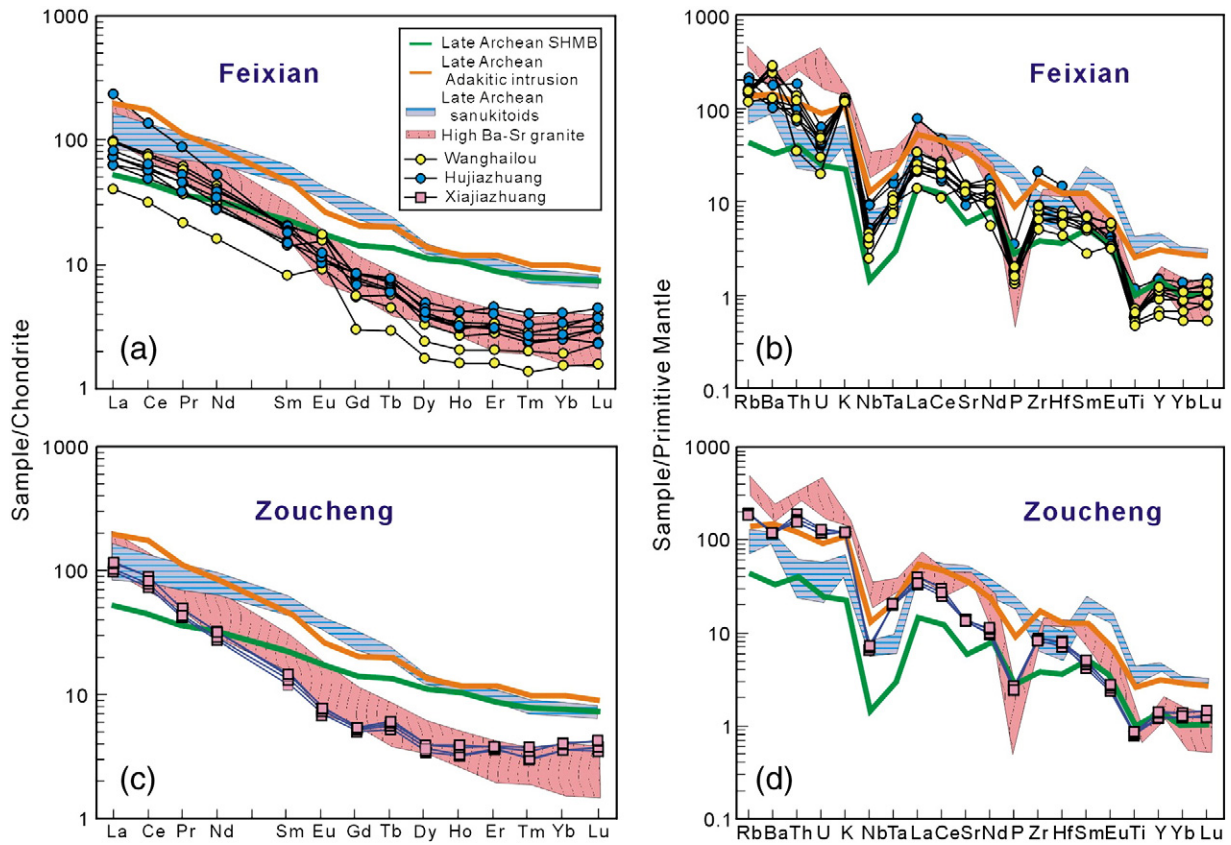 Sample/Chondrite
1000
100
10
1
Feixian
Late Archean SHMB
Late Archean
Adakitic intrusion
Late Archean
sanukitoids
High Ba-Sr granite
Wanghailou
Hujiazhuang
Xiajiazhuang
(a)
La Ce Pr Nd Sm Eu Gd Tb Dy Ho Er Tm Yb Lu
Sample/Primitive Mantle
1000
100
10
1
0.1
Feixian
(b)
Rb Ba Th U K Nb Ta La Ce Sr Nd P Zr Hf Sm Eu Ti Y Yb Lu
1000
100
10
1
Zoucheng
(c)
La Ce Pr Nd Sm Eu Gd Tb Dy Ho Er Tm Yb Lu
1000
100
10
1
0.1
Zoucheng
(d)
Rb Ba Th U K Nb Ta La Ce Sr Nd P Zr Hf Sm Eu Ti Y Yb Lu